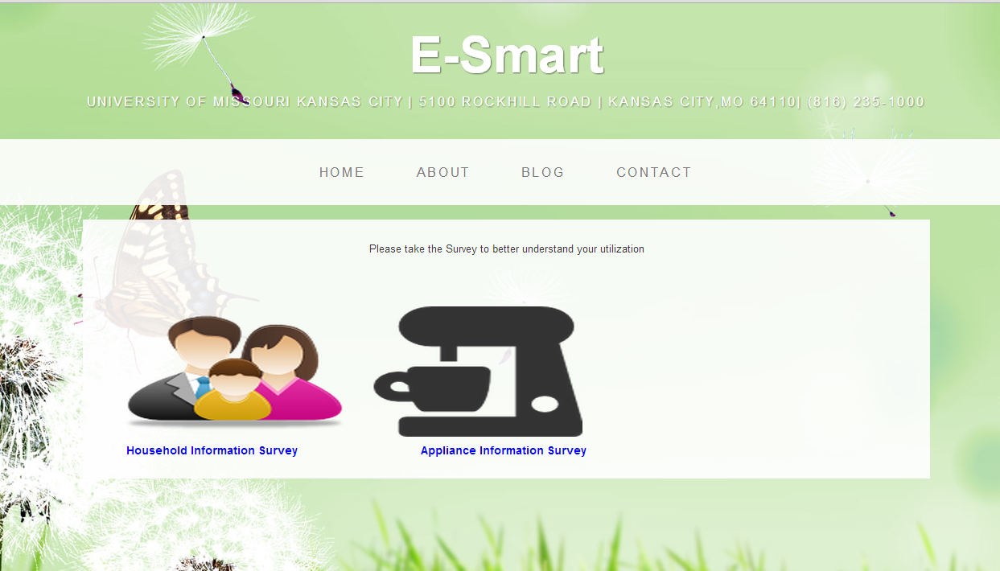 E-Smart
UNIVERSITY OF MISSOURI KANSAS CITY | 5100 ROCKHILL ROAD | KANSAS CITY,MO 64110| (816) 235-1000
HOME ABOUT BLOG CONTACT
Please take the Survey to better understand your utilization
Household Information Survey Appliance Information Survey